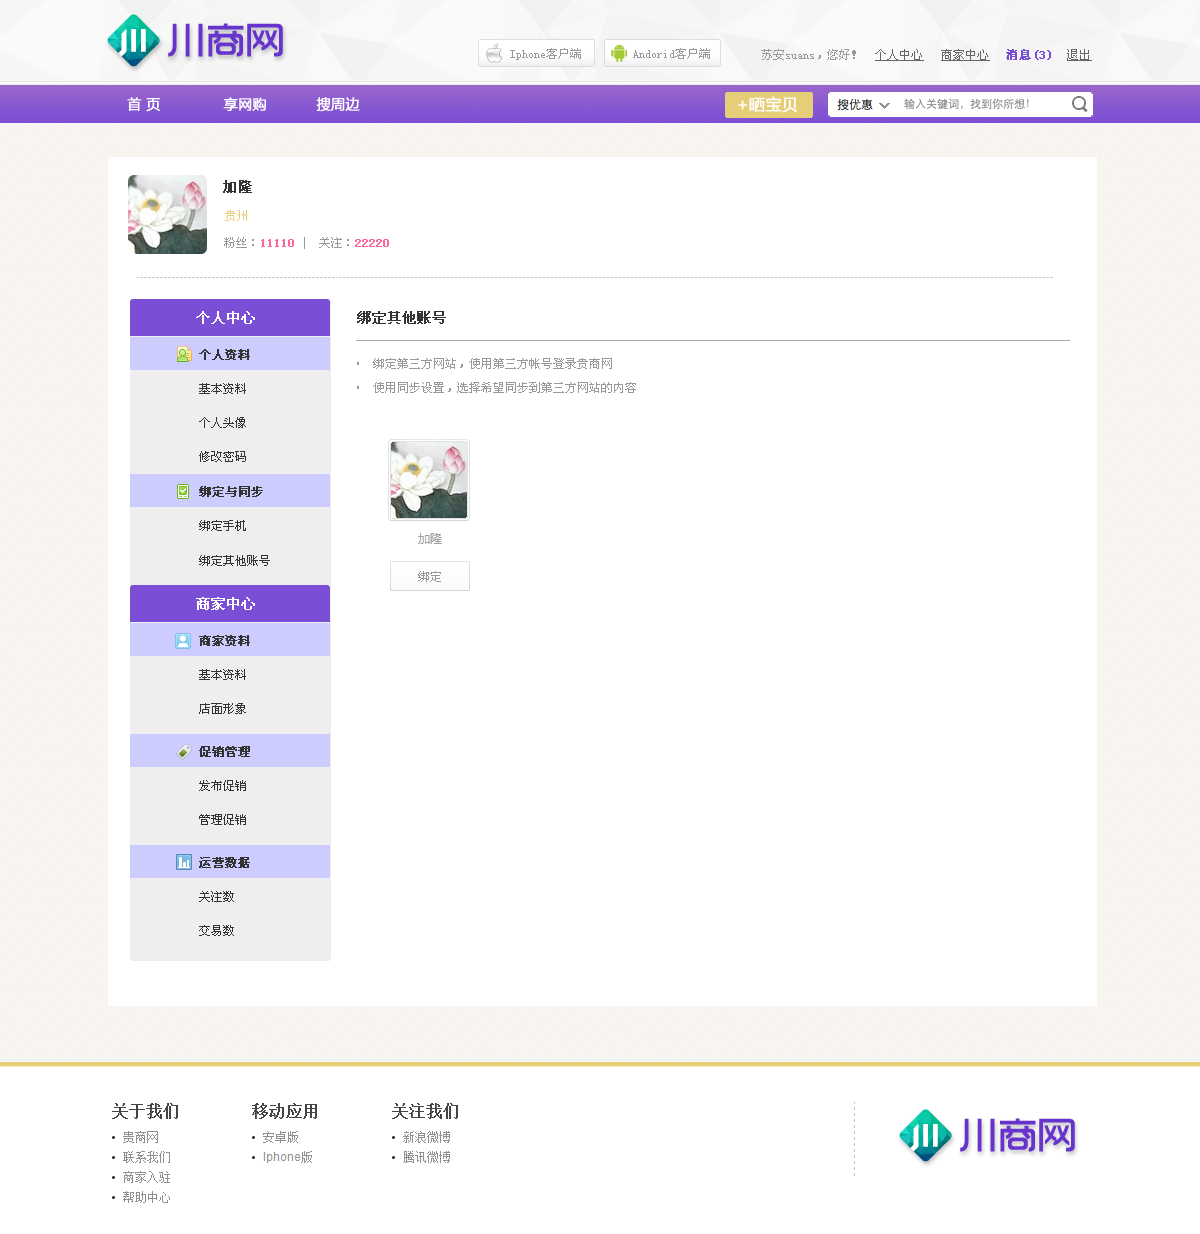 川商网
Iphone客户端
Andorid客户端
苏安suans，您好！
个人中心
商家中心
消息(3)
退出
首 页
享网购
搜周边
+晒宝贝
搜优惠
输入关键词，找到你所想！
加隆
贵州
粉丝：11110 | 关注：22220
个人中心
个人资料
基本资料
个人头像
修改密码
绑定与同步
绑定手机
绑定其他账号
商家中心
商家资料
基本资料
店面形象
促销管理
发布促销
管理促销
运营数据
关注数
交易数
绑定其他账号
绑定第三方网站，使用第三方帐号登录贵商网
使用同步设置，选择希望同步到第三方网站的内容
加隆
绑定
关于我们
贵商网
联系我们
商家入驻
帮助中心
移动应用
安卓版
Iphone版
关注我们
新浪微博
腾讯微博
川商网